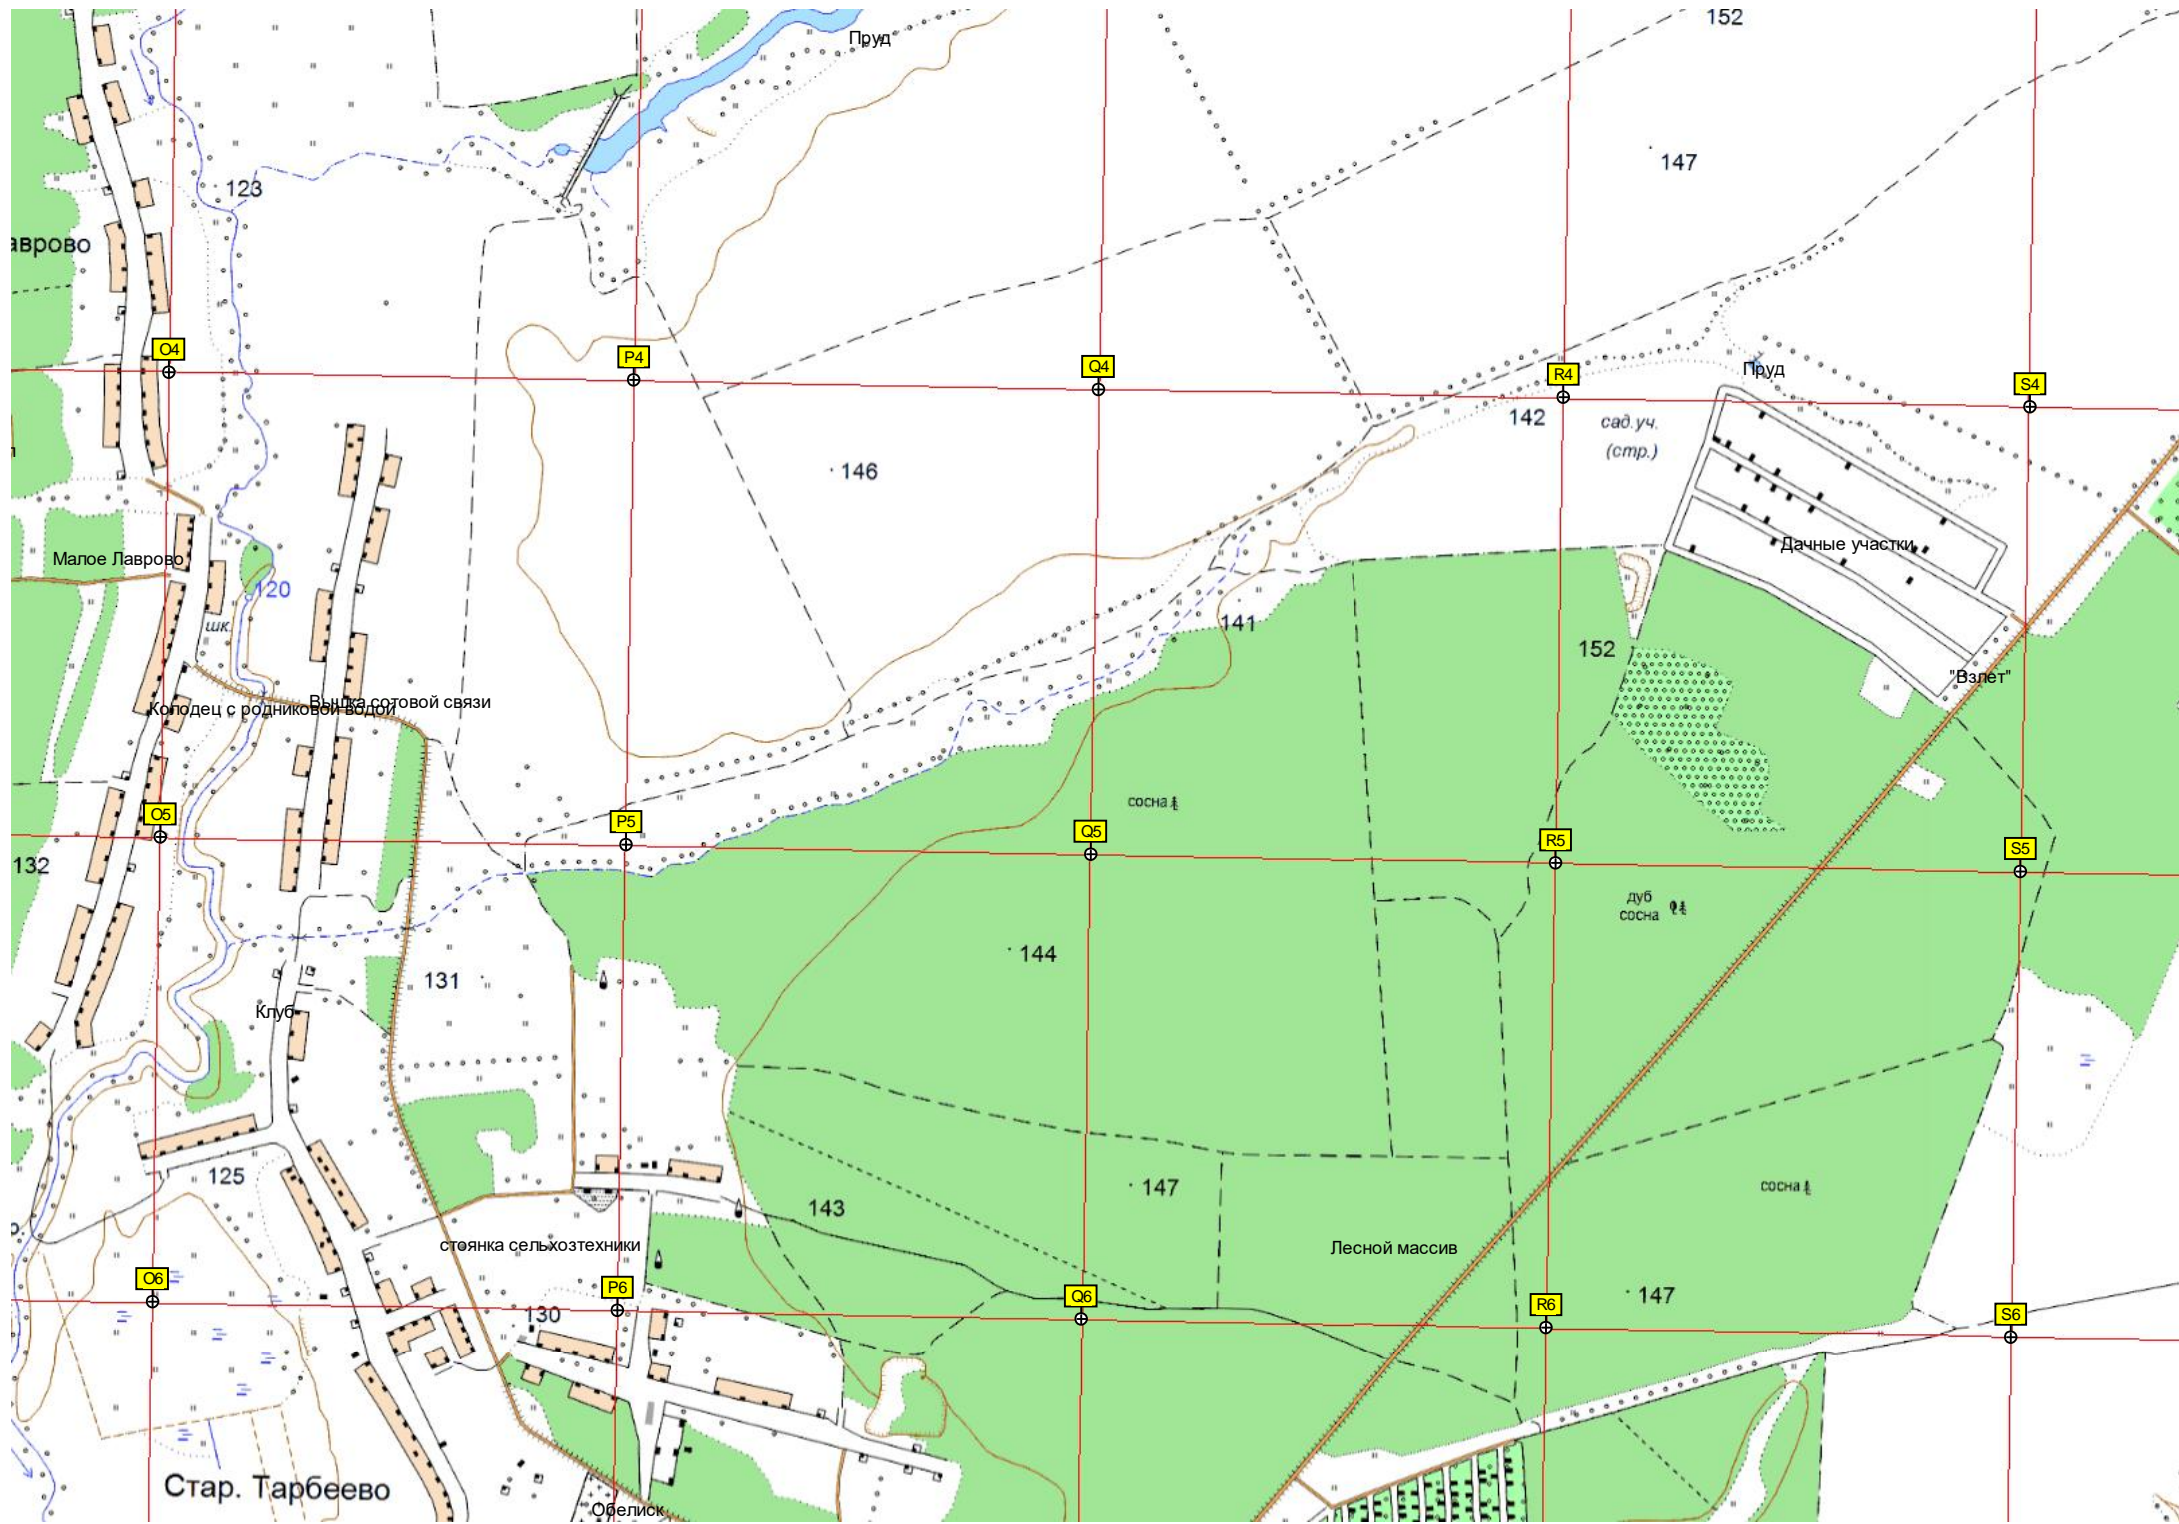 152
Пруд
147
123
аврово
O4
P4
Q4
R4
S4
Пруд
142
сад.уч.
(стр.)
146
Малое Лаврово
Дачные участки
120
шк.
141
152
"Взлет"
Вышка сотовой связи
Колодец с родниковой водой
сосна
O5
P5
Q5
R5
S5
132
дуб
сосна
144
131
Клуб
125
147
сосна
143
стоянка сельхозтехники
Лесной массив
O6
P6
Q6
R6
S6
130
147
Стар. Тарбеево
Обелиск